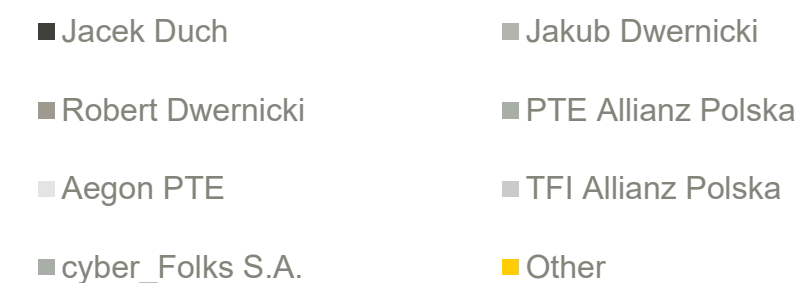 Jacek Duch
Jakub Dwernicki
Robert Dwernicki
PTE Allianz Polska
Aegon PTE
TFI Allianz Polska
cyber_Folks S.A.
Other